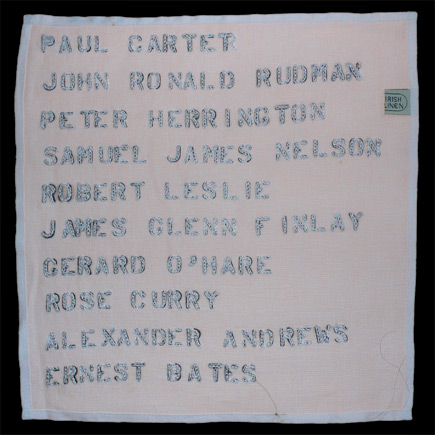 PAUL CARTER
JOHN RONALD RUDMAN
IRISH
LINEN
PETER HERRINGTON
SAMUEL JAMES NELSON
ROBERT LESLIE
JAMES GLENN FINLAY
GERARD O'HARE
ROSE CURRY
ALEXANDER ANDREWS
ERNEST BATES